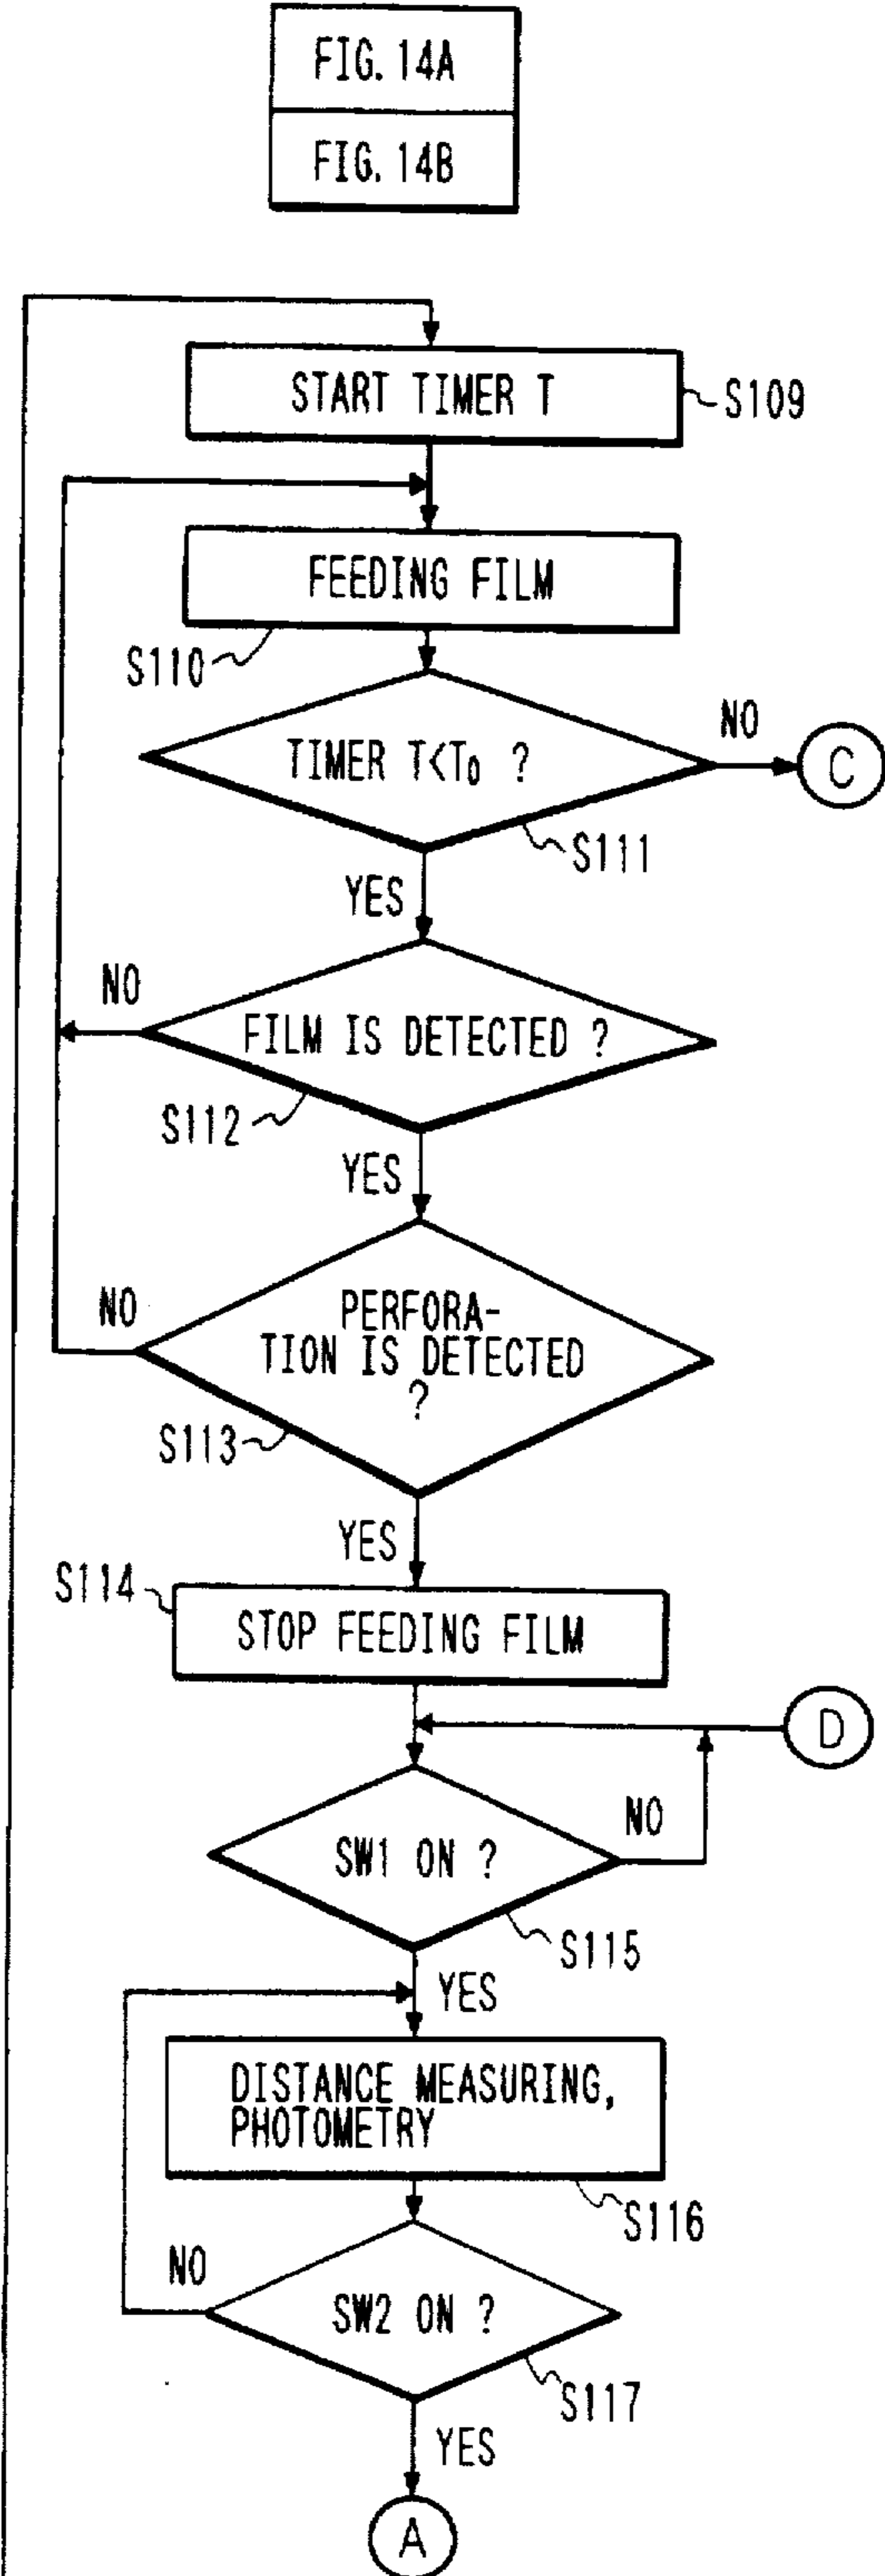 FIG. 14A
FIG. 14B
START TIMER T
S109
FEEDING FILM
S110
TIMER T<T₀ ?
NO
C
S111
YES
NO
FILM IS DETECTED ?
S112
YES
NO
PERFORA-
TION IS DETECTED
?
S113
YES
S114
STOP FEEDING FILM
D
NO
SW1 ON ?
S115
YES
DISTANCE MEASURING,
PHOTOMETRY
S116
NO
SW2 ON ?
S117
YES
A